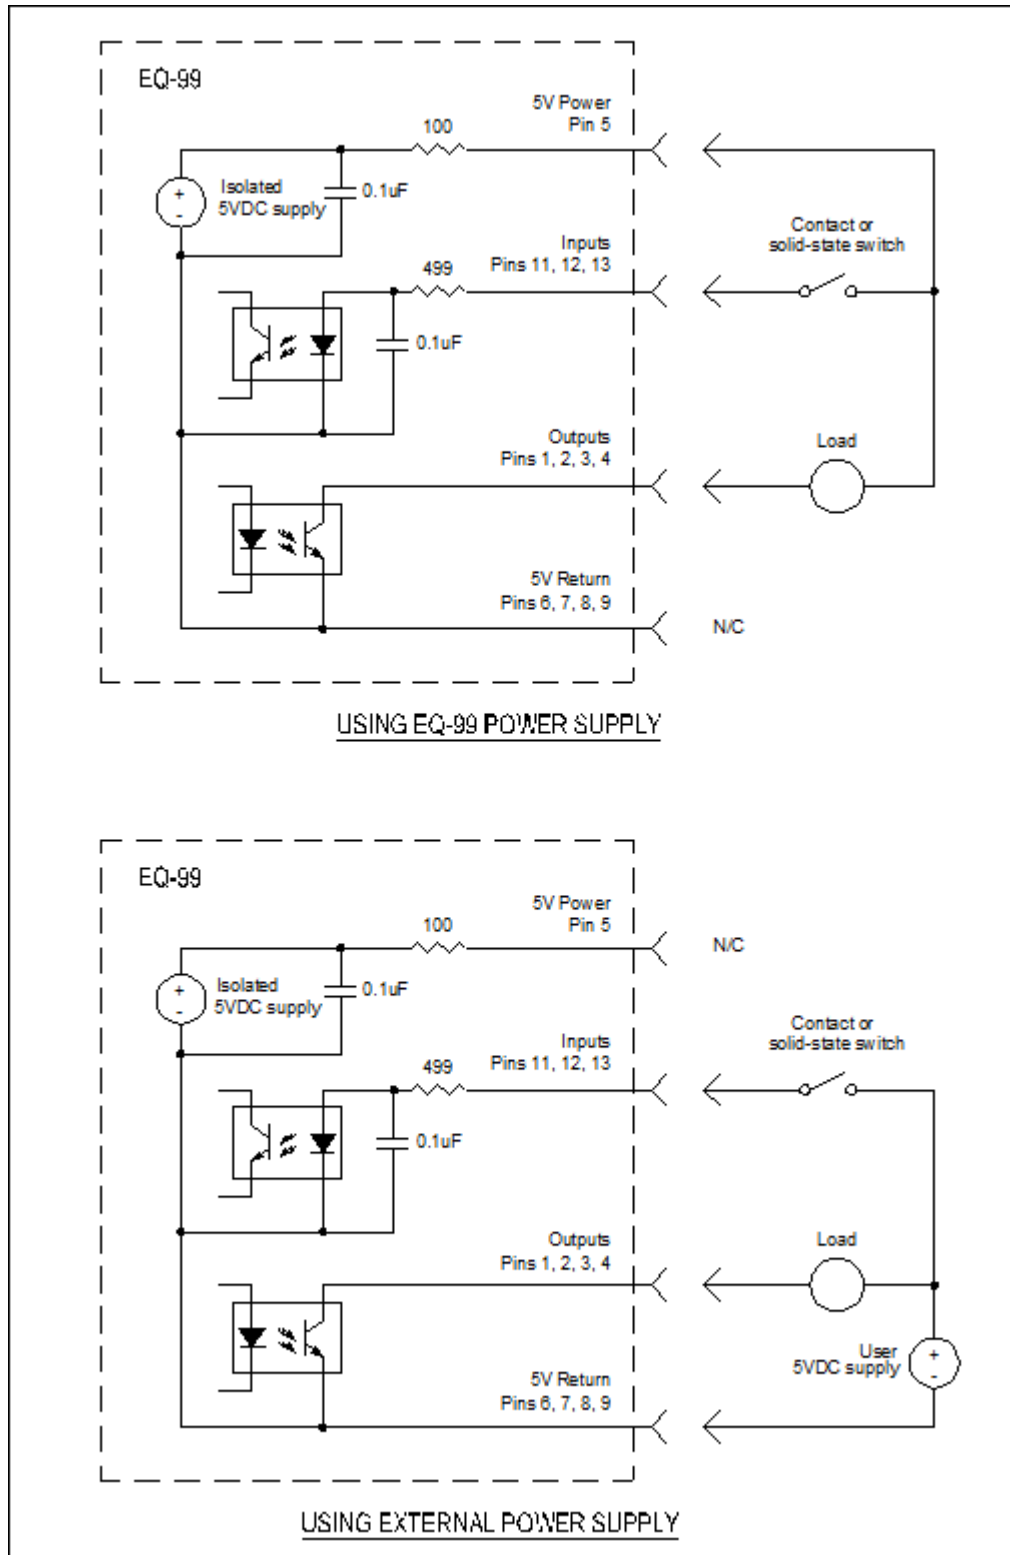 EQ-99
5V Power
Pin 5
100
Isolated
5VDC supply
+
-
0.1uF
Contact or
solid-state switch
Inputs
Pins 11, 12, 13
499
0.1uF
Outputs
Pins 1, 2, 3, 4
Load
5V Return
Pins 6, 7, 8, 9
N/C
USING EQ-99 POWER SUPPLY
EQ-99
5V Power
Pin 5
100
N/C
Isolated
5VDC supply
+
-
0.1uF
Contact or
solid-state switch
Inputs
Pins 11, 12, 13
499
0.1uF
Outputs
Pins 1, 2, 3, 4
Load
User
5VDC supply
+
-
5V Return
Pins 6, 7, 8, 9
USING EXTERNAL POWER SUPPLY